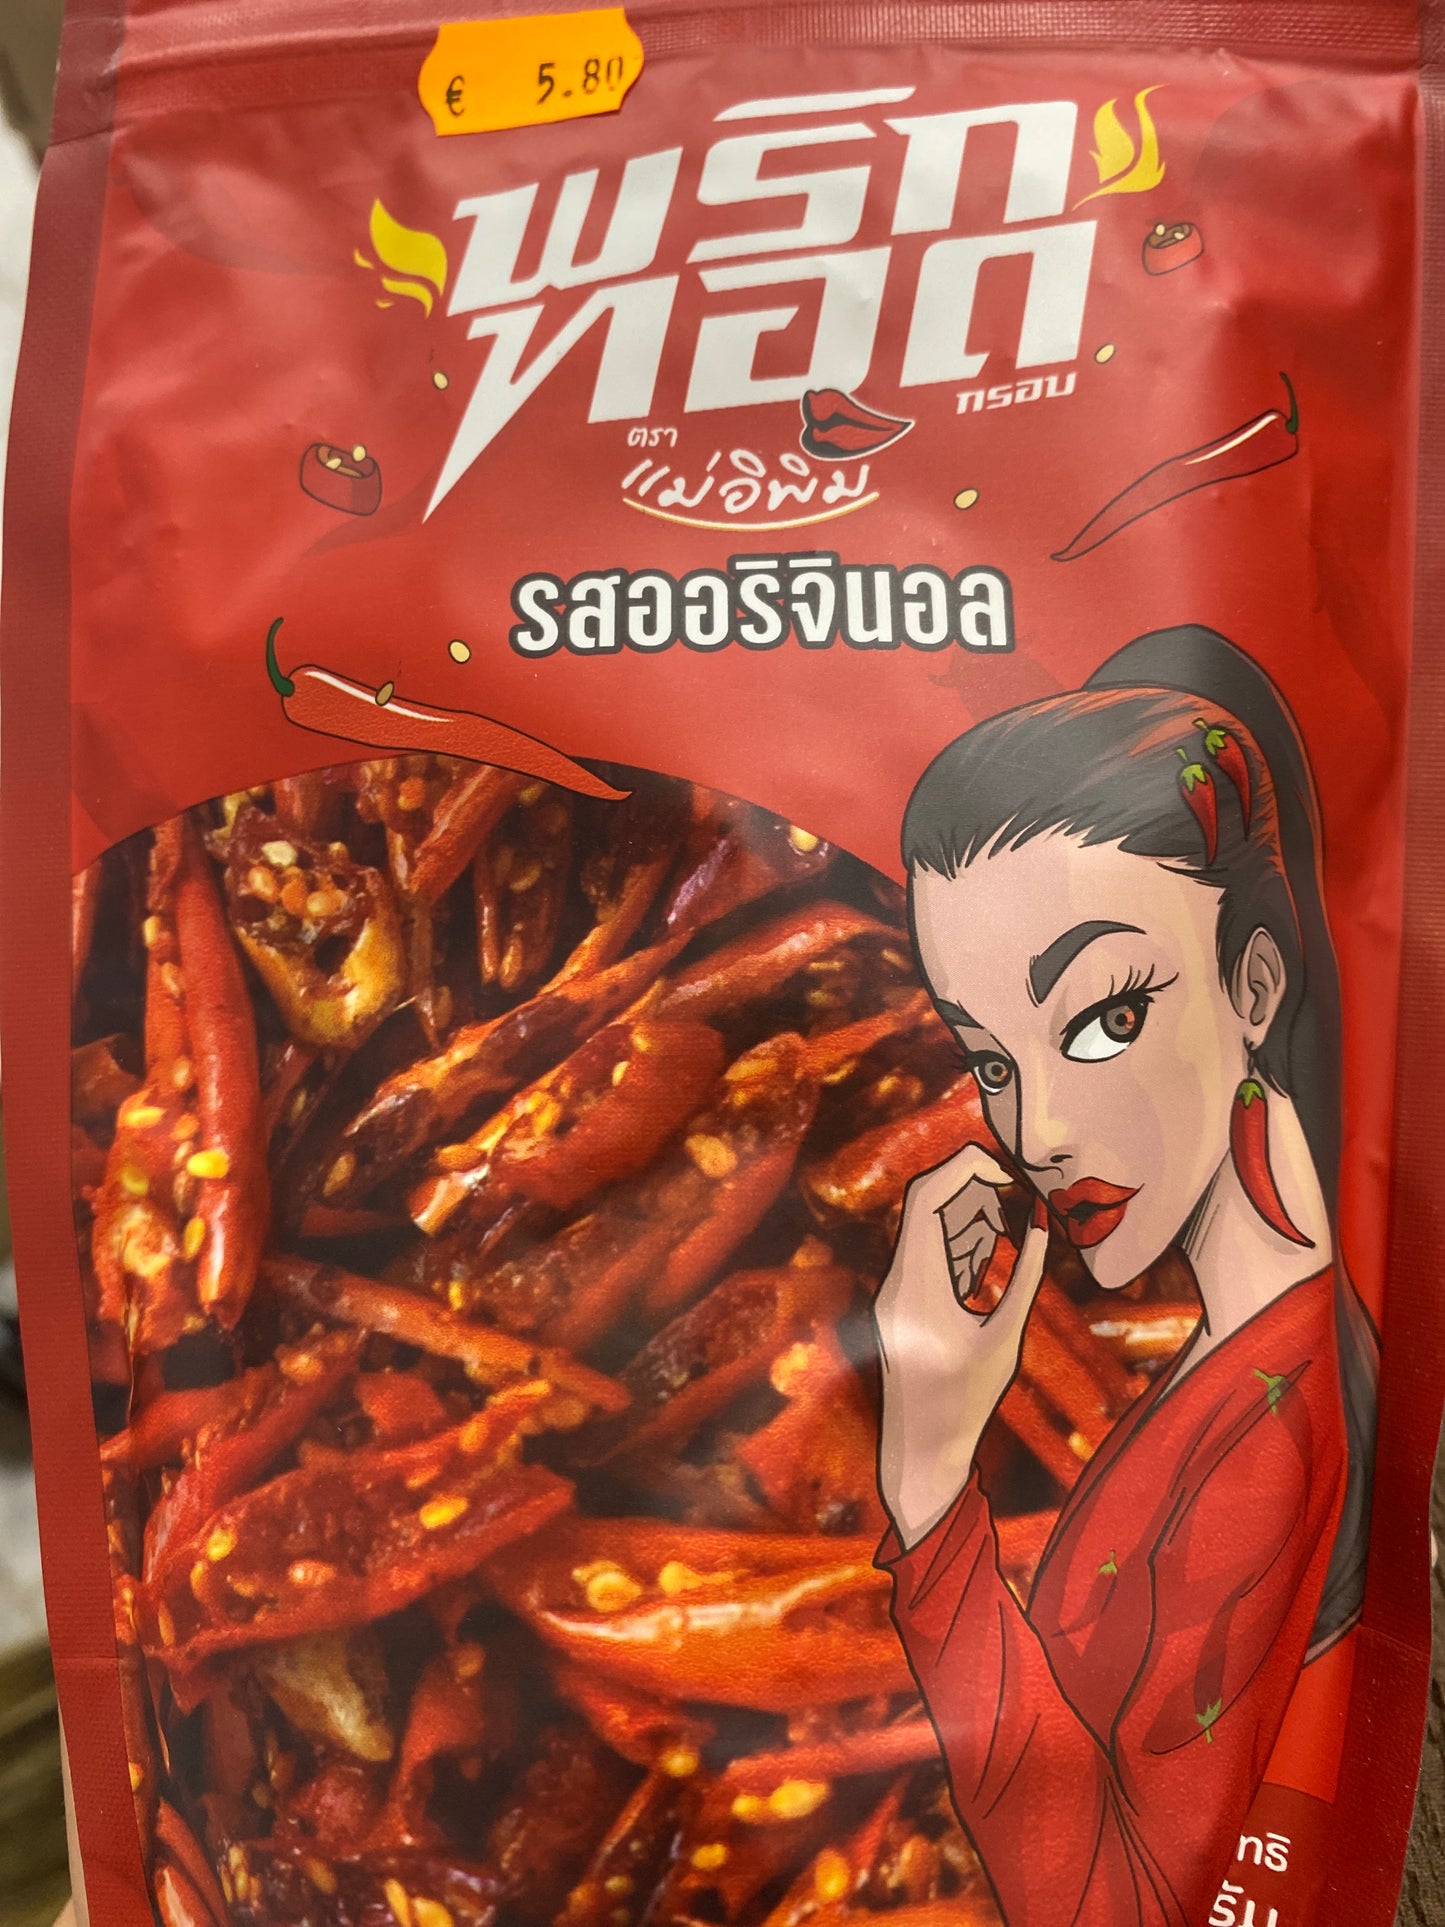 € 5.80
พริก
ทอด
กรอบ
ตรา
แม่อิพิม
รสออริจินอล